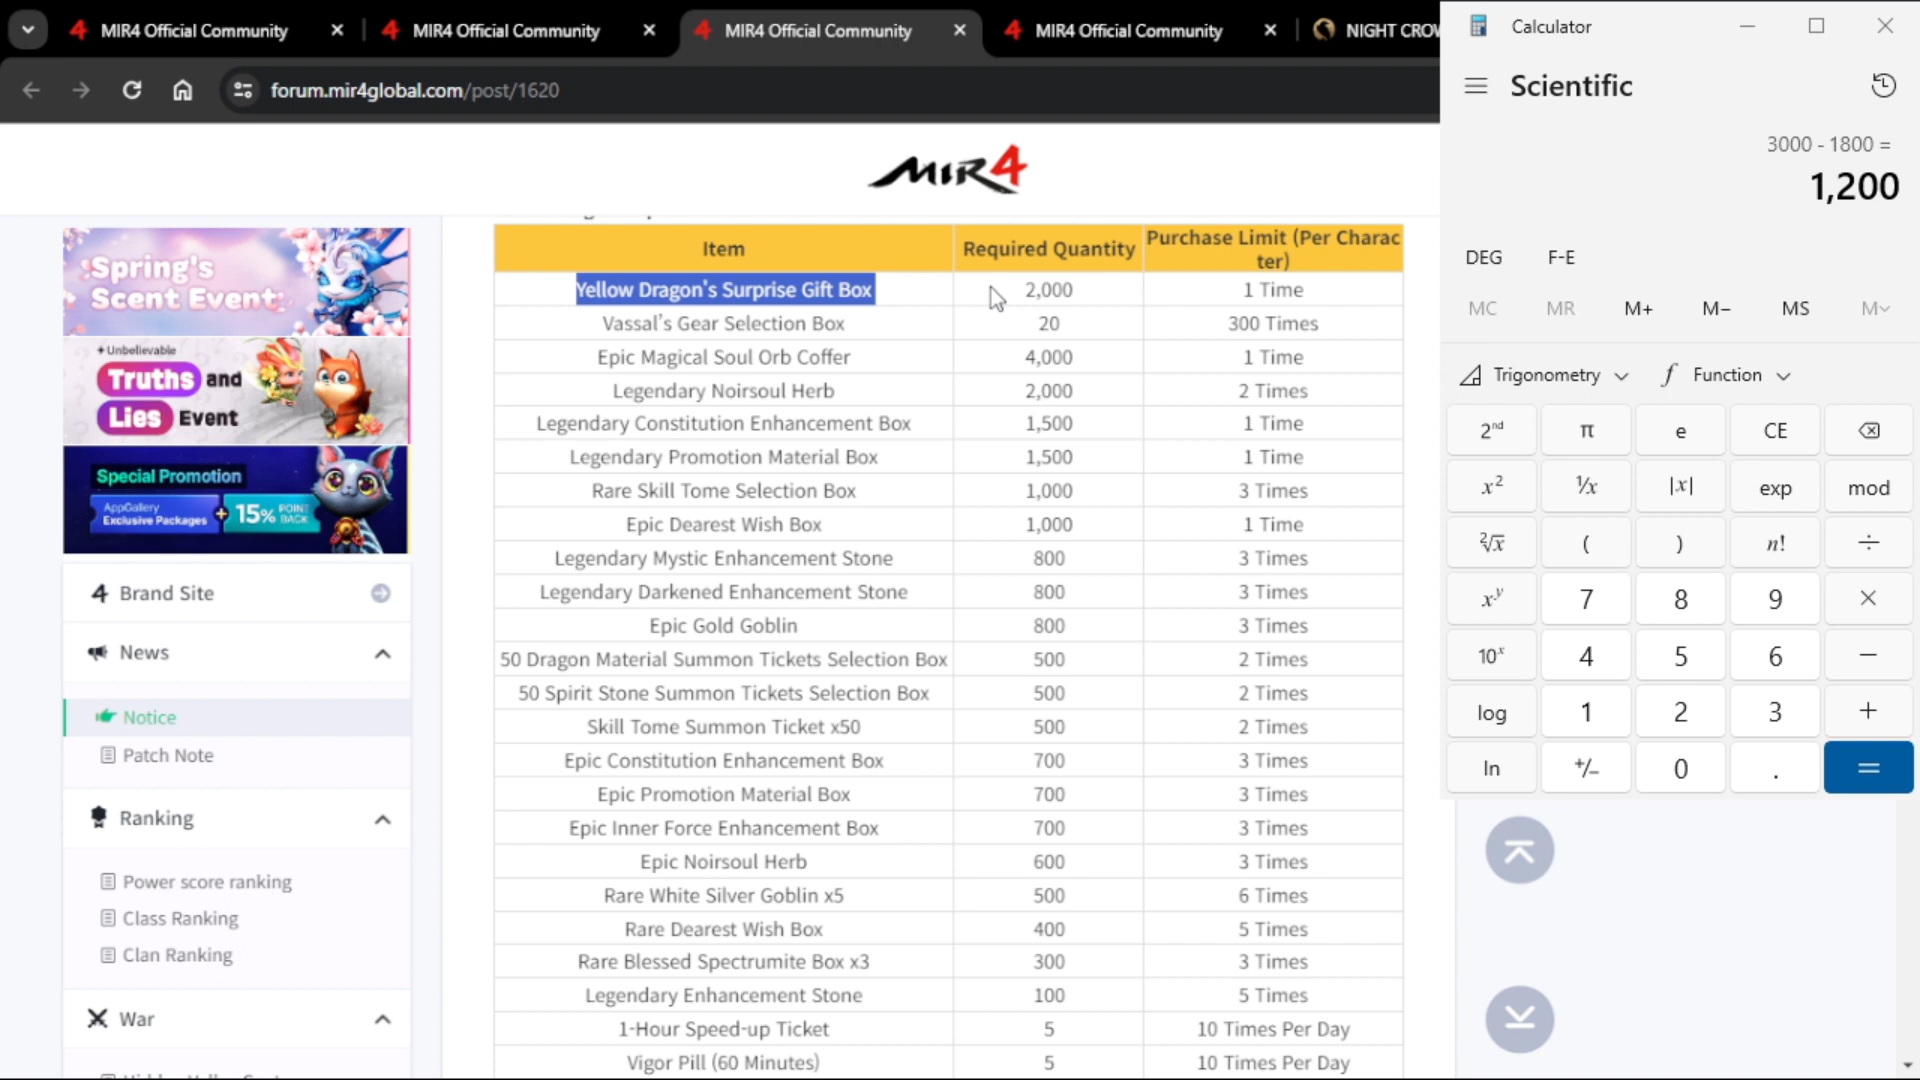 MIR4 Official Community
MIR4 Official Community
MIR4 Official Community
MIR4 Official Community
NIGHT CROW
forum.mir4global.com/post/1620
MIR4
Spring's
Scent Event
Unbelievable
Truths and
Lies Event
Special Promotion
AppGallery
Exclusive Packages + 15% POINT BACK
4 Brand Site
News
Notice
Patch Note
Ranking
Power score ranking
Class Ranking
Clan Ranking
War
Item Required Quantity Purchase Limit (Per Charac
ter)
Yellow Dragon's Surprise Gift Box 2,000 1 Time
Vassal's Gear Selection Box 20 300 Times
Epic Magical Soul Orb Coffer 4,000 1 Time
Legendary Noirsoul Herb 2,000 2 Times
Legendary Constitution Enhancement Box 1,500 1 Time
Legendary Promotion Material Box 1,500 1 Time
Rare Skill Tome Selection Box 1,000 3 Times
Epic Dearest Wish Box 1,000 1 Time
Legendary Mystic Enhancement Stone 800 3 Times
Legendary Darkened Enhancement Stone 800 3 Times
Epic Gold Goblin 800 3 Times
50 Dragon Material Summon Tickets Selection Box 500 2 Times
50 Spirit Stone Summon Tickets Selection Box 500 2 Times
Skill Tome Summon Ticket x50 500 2 Times
Epic Constitution Enhancement Box 700 3 Times
Epic Promotion Material Box 700 3 Times
Epic Inner Force Enhancement Box 700 3 Times
Epic Noirsoul Herb 600 3 Times
Rare White Silver Goblin x5 500 6 Times
Rare Dearest Wish Box 400 5 Times
Rare Blessed Spectrumite Box x3 300 3 Times
Legendary Enhancement Stone 100 5 Times
1-Hour Speed-up Ticket 5 10 Times Per Day
Vigor Pill (60 Minutes) 5 10 Times Per Day
Calculator
Scientific
3000 - 1800 =
1,200
DEG F-E
MC MR M+ M− MS M
Trigonometry f Function
2nd π e CE
x² ¹/x |x| exp mod
²√x ( ) n! ÷
xʸ 7 8 9 ×
10ˣ 4 5 6 −
log 1 2 3 +
ln +/− 0 . =